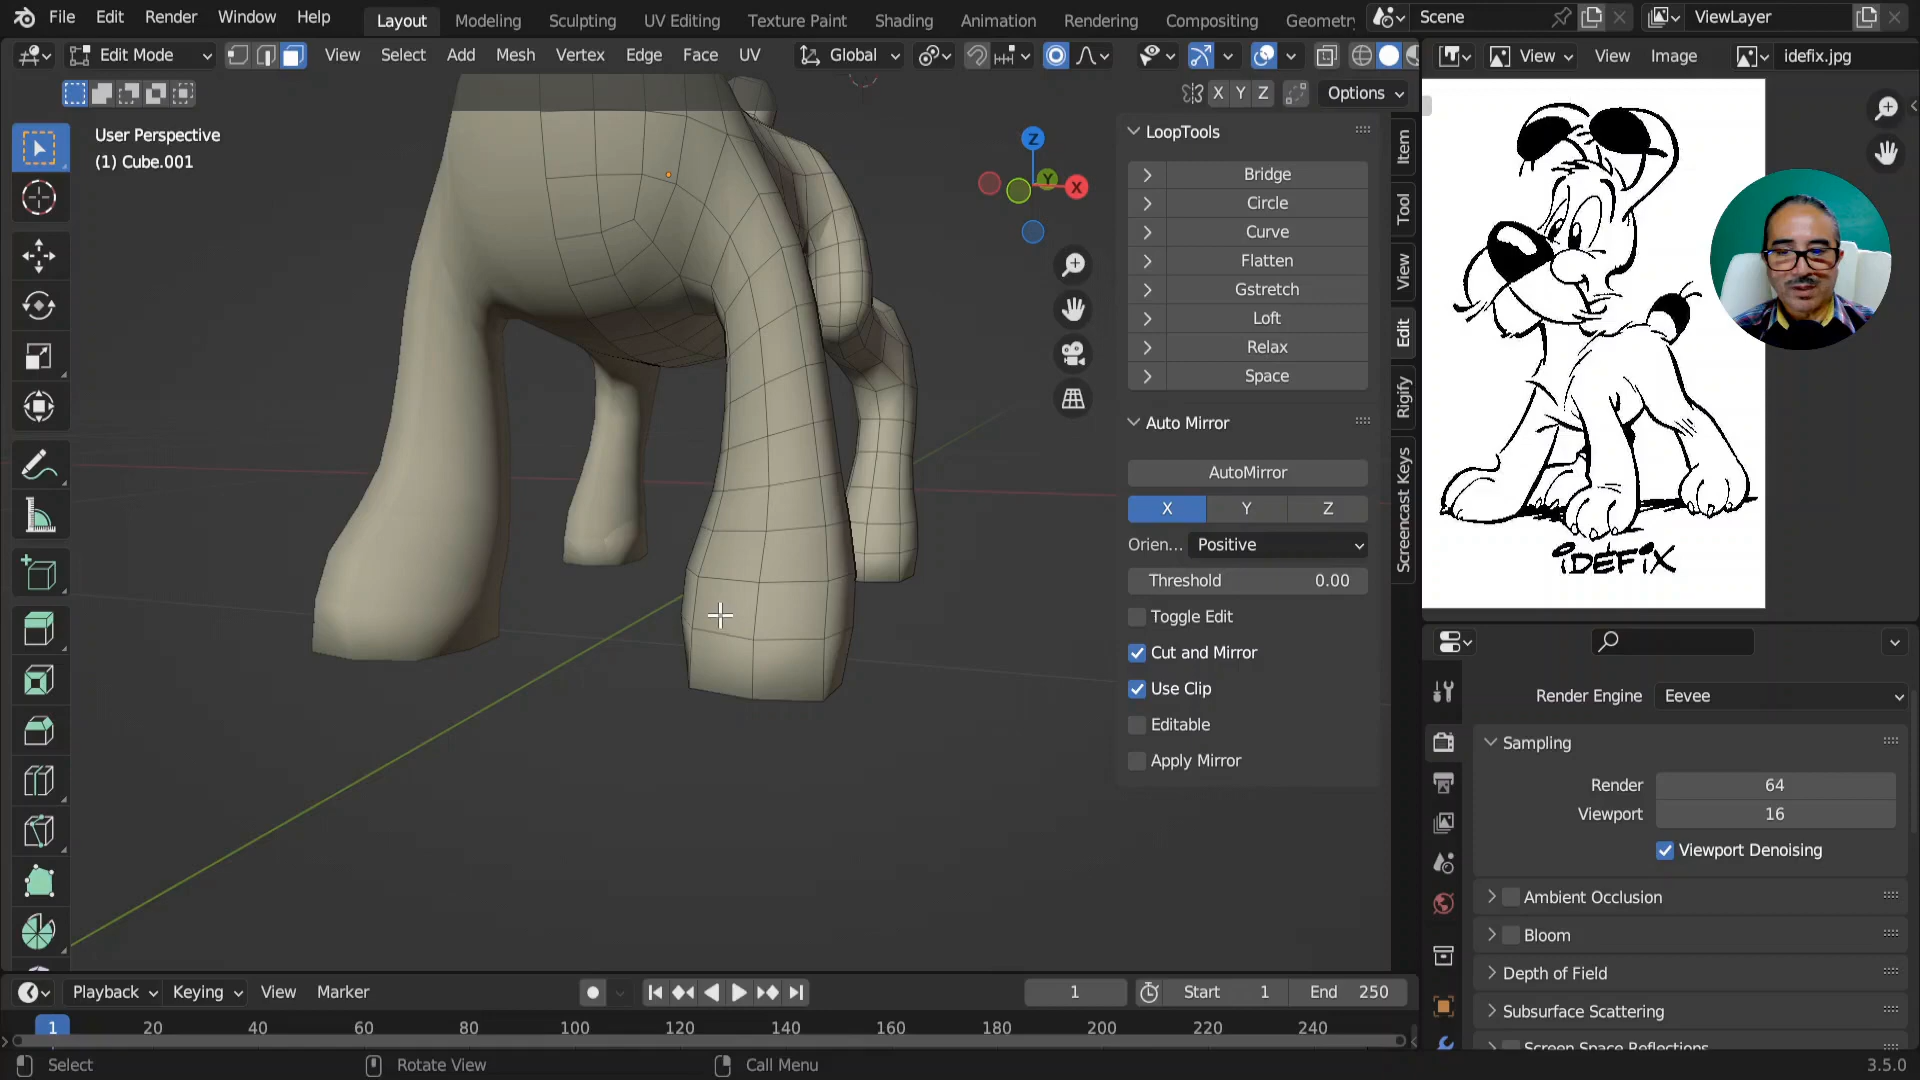 File Edit Render Window Help Layout Modeling Sculpting UV Editing Texture Paint Shading Animation Rendering Compositing Geometry Scene ViewLayer
Edit Mode View Select Add Mesh Vertex Edge Face UV Global View View Image idefix.jpg
X Y Z Options
User Perspective
(1) Cube.001
Z
Y
X
LoopTools
Bridge
Circle
Curve
Flatten
Gstretch
Loft
Relax
Space
Auto Mirror
AutoMirror
X Y Z
Orien... Positive
Threshold 0.00
Toggle Edit
Cut and Mirror
Use Clip
Editable
Apply Mirror
Item
Tool
View
Edit
Rigify
Screencast Keys
iDÉFiX
Render Engine Eevee
Sampling
Render 64
Viewport 16
Viewport Denoising
Ambient Occlusion
Bloom
Depth of Field
Subsurface Scattering
Screen Space Reflections
Playback Keying View Marker 1 Start 1 End 250
1 20 40 60 80 100 120 140 160 180 200 220 240
Select Rotate View Call Menu 3.5.0